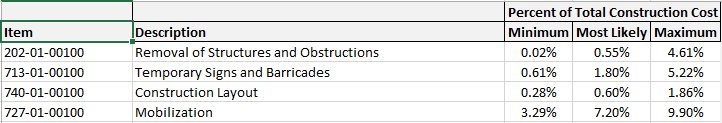 Percent of Total Construction Cost
Item Description Minimum Most Likely Maximum
202-01-00100 Removal of Structures and Obstructions 0.02% 0.55% 4.61%
713-01-00100 Temporary Signs and Barricades 0.61% 1.80% 5.22%
740-01-00100 Construction Layout 0.28% 0.60% 1.86%
727-01-00100 Mobilization 3.29% 7.20% 9.90%